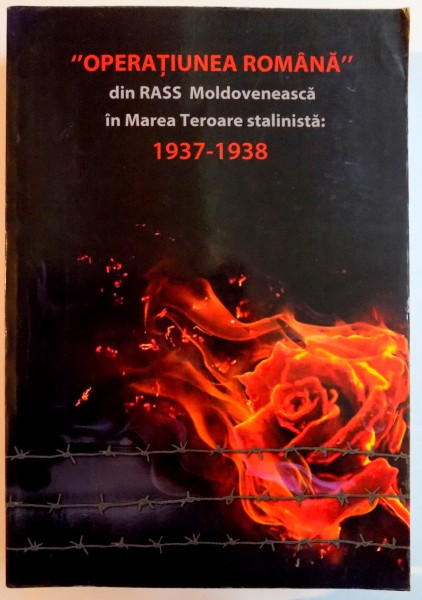 "OPERAȚIUNEA ROMÂNĂ"
din RASS Moldovenească
în Marea Teroare stalinistă:
1937-1938